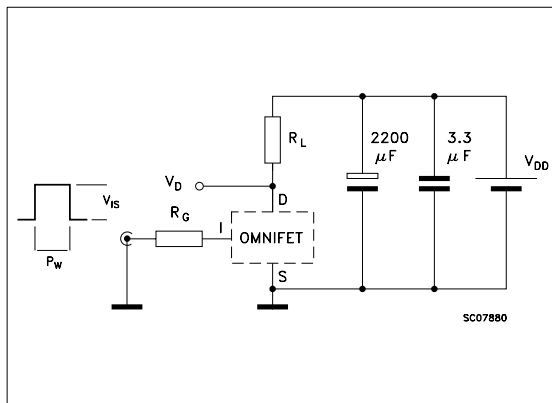 R_L
2200 μF
3.3 μF
V_DD
V_D
D
V_IS
R_G
I
OMNIFET
P_W
S
SC07880